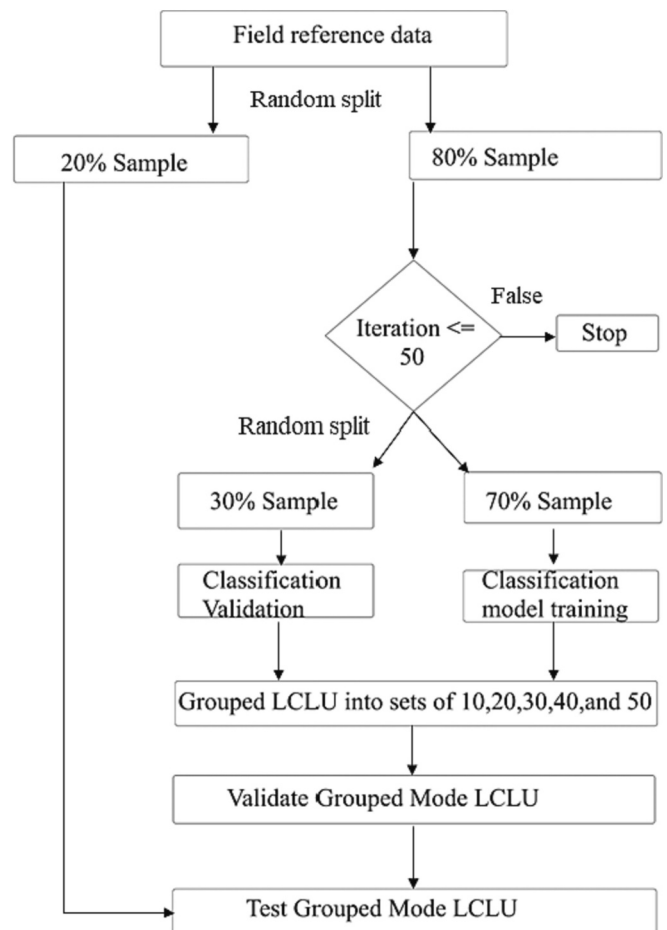 Field reference data
Random split
20% Sample
80% Sample
False
Iteration <=
50
Stop
Random split
30% Sample
70% Sample
Classification
Validation
Classification
model training
Grouped LCLU into sets of 10,20,30,40,and 50
Validate Grouped Mode LCLU
Test Grouped Mode LCLU